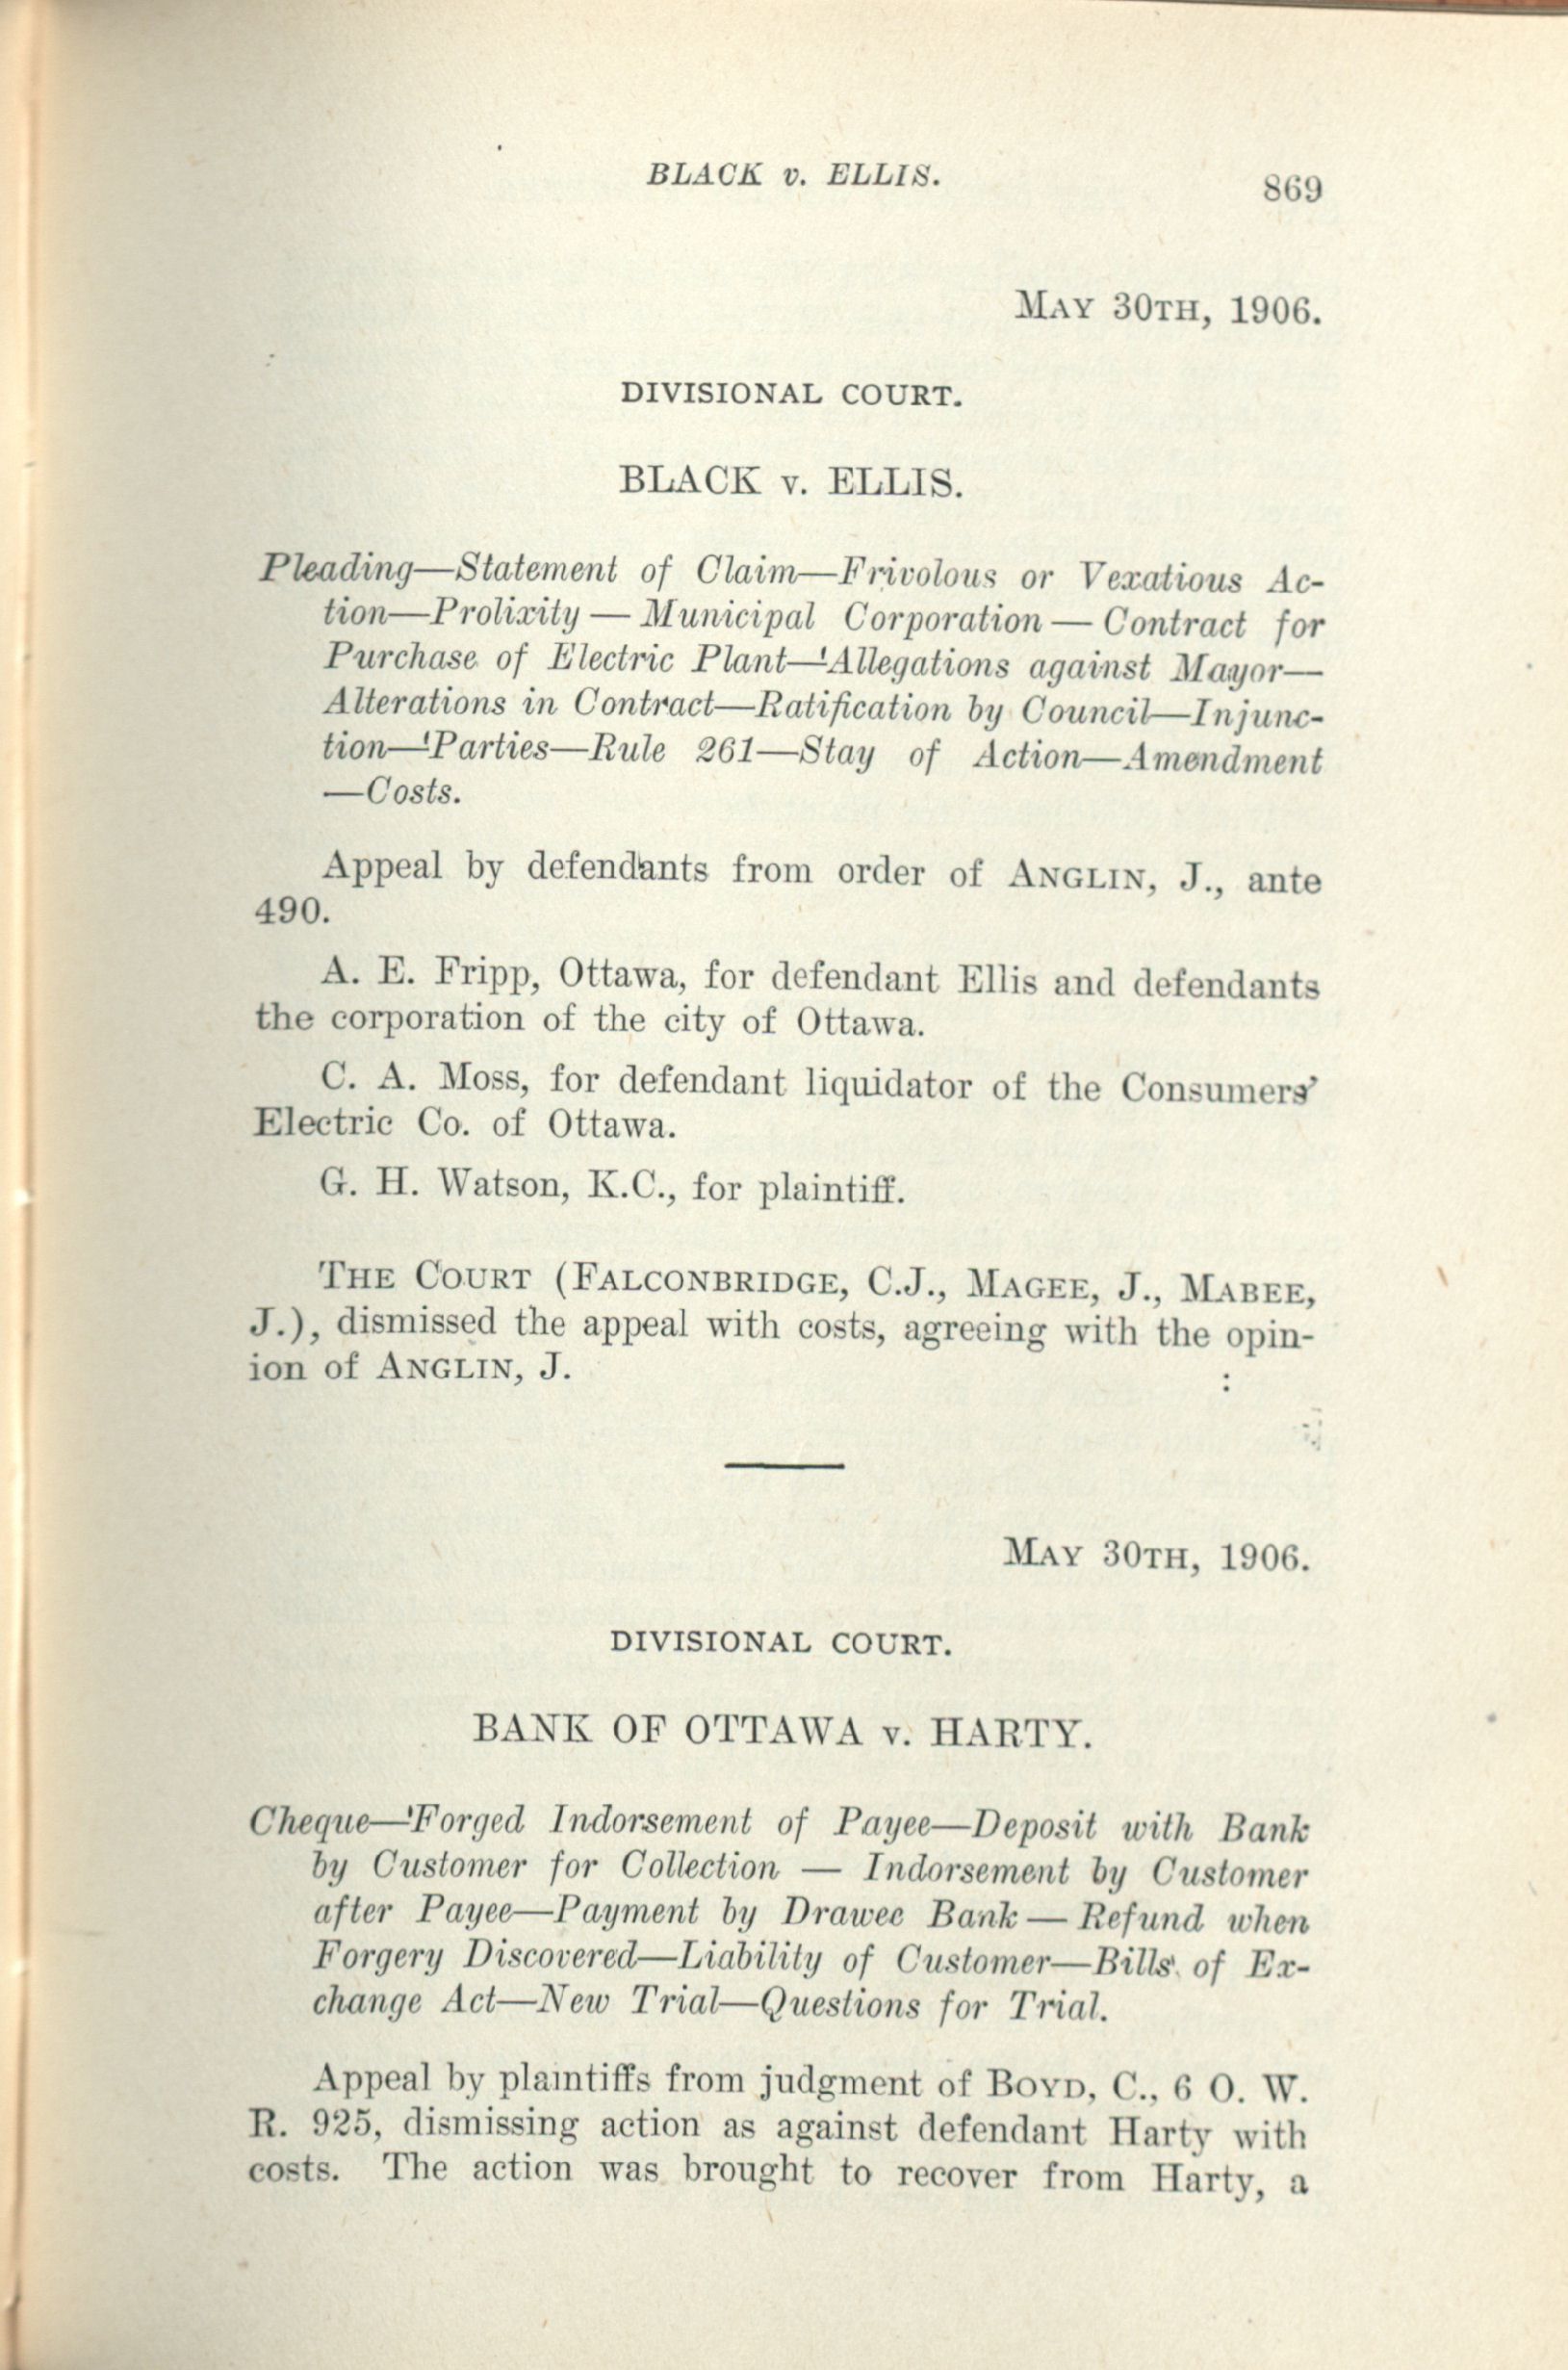 BLACK v. ELLIS.
869
MAY 30TH, 1906.
DIVISIONAL COURT.
BLACK v. ELLIS.
Pleading—Statement of Claim—Frivolous or Vexatious Ac-
tion—Prolixity — Municipal Corporation — Contract for
Purchase of Electric Plant—Allegations against Mayor—
Alterations in Contract—Ratification by Council—Injunc-
tion—Parties—Rule 261—Stay of Action—Amendment
—Costs.
Appeal by defendants from order of ANGLIN, J., ante
490.
A. E. Fripp, Ottawa, for defendant Ellis and defendants
the corporation of the city of Ottawa.
C. A. Moss, for defendant liquidator of the Consumers'
Electric Co. of Ottawa.
G. H. Watson, K.C., for plaintiff.
THE COURT (FALCONBRIDGE, C.J., MAGEE, J., MABEE,
J.), dismissed the appeal with costs, agreeing with the opin-
ion of ANGLIN, J.
MAY 30TH, 1906.
DIVISIONAL COURT.
BANK OF OTTAWA v. HARTY.
Cheque—Forged Indorsement of Payee—Deposit with Bank
by Customer for Collection — Indorsement by Customer
after Payee—Payment by Drawee Bank — Refund when
Forgery Discovered—Liability of Customer—Bills of Ex-
change Act—New Trial—Questions for Trial.
Appeal by plaintiffs from judgment of BOYD, C., 6 O. W.
R. 925, dismissing action as against defendant Harty with
costs. The action was brought to recover from Harty, a